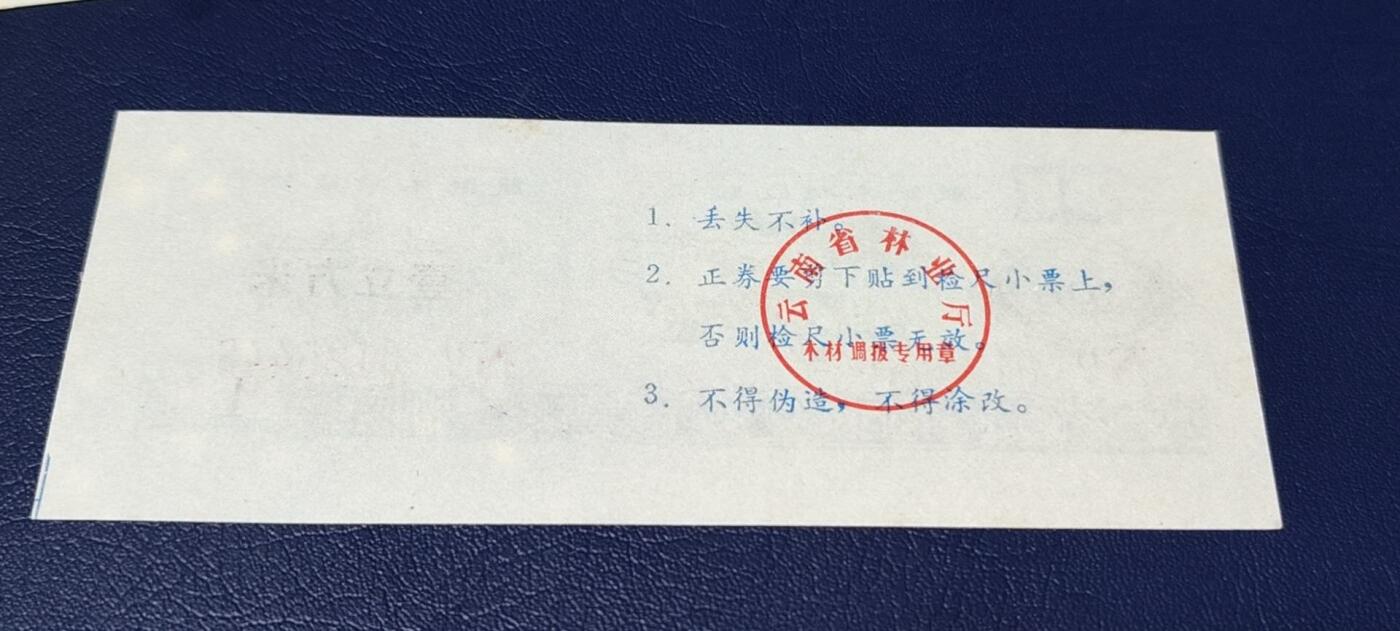 1. 丢失不补。
2. 正券要剪下贴到检尺小票上，
否则检尺小票无效。
3. 不得伪造，不得涂改。
云南省林业厅
木材调拨专用章